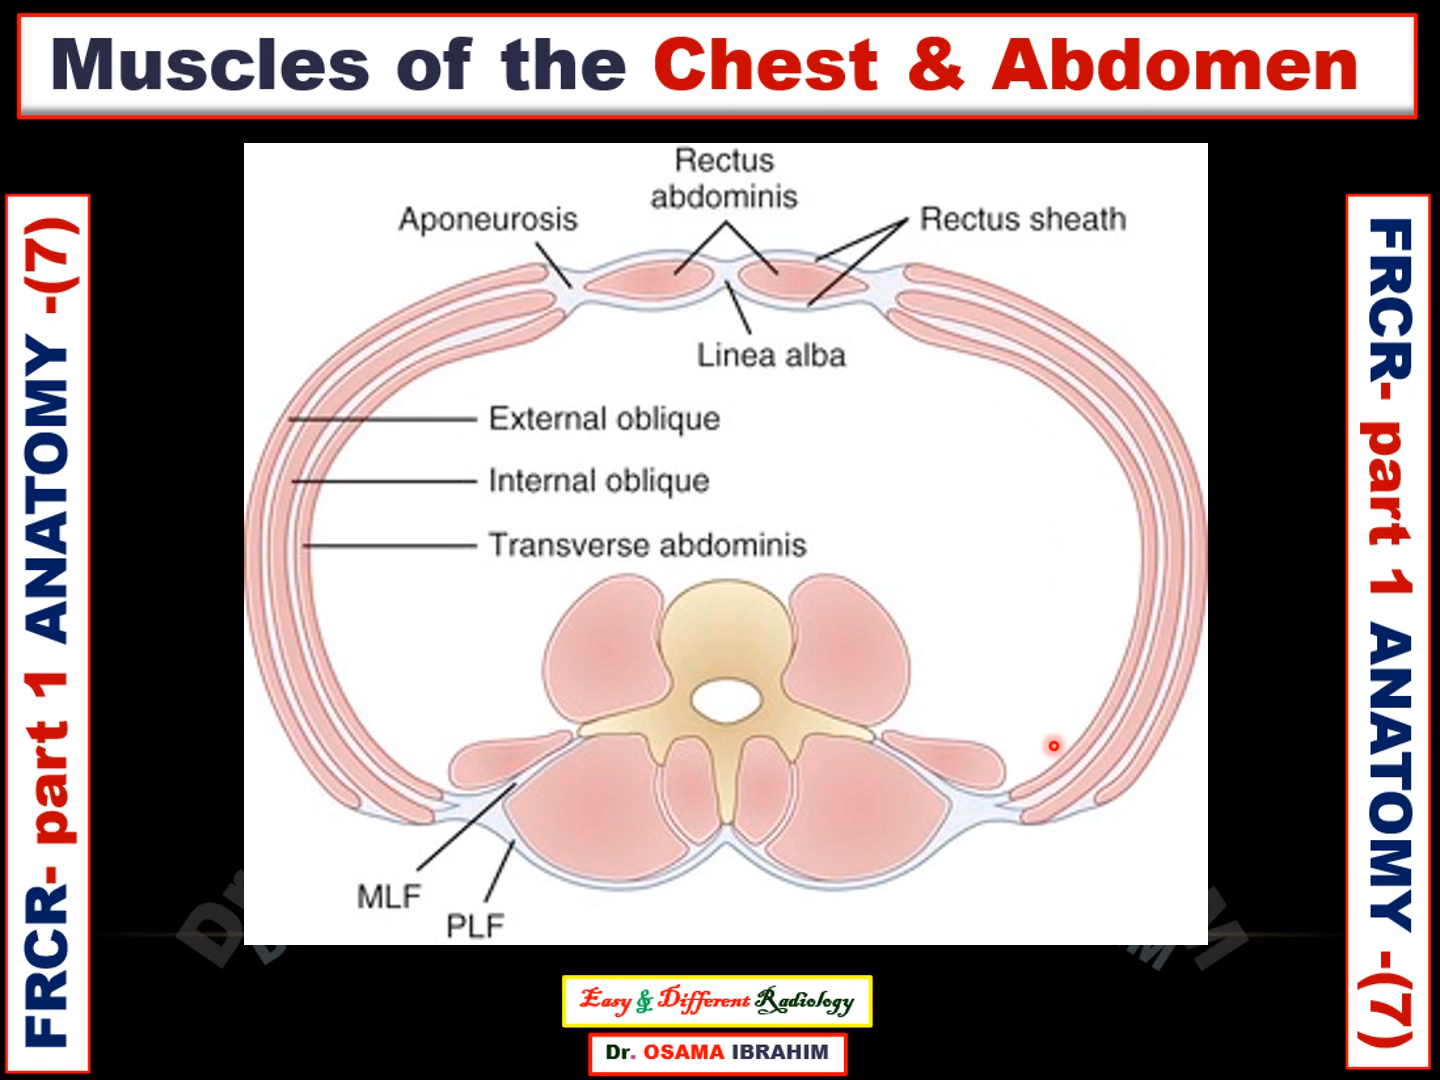 Muscles of the Chest & Abdomen
FRCR- part 1 ANATOMY -(7)
Rectus
abdominis
Aponeurosis
Rectus sheath
Linea alba
External oblique
Internal oblique
Transverse abdominis
MLF
PLF
FRCR- part 1 ANATOMY -(7)
Easy & Different Radiology
Dr. OSAMA IBRAHIM